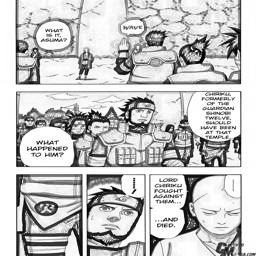 WHAT
IS IT,
ASUMA?
WAVE
CHIRIKU,
FORMERLY
OF THE
GUARDIAN
SHINOBI
TWELVE,
SHOULD
HAVE BEEN
AT THAT
TEMPLE.
WHAT
HAPPENED
TO HIM?
LORD
CHIRIKU
FOUGHT
AGAINST
THEM...
...AND
DIED.